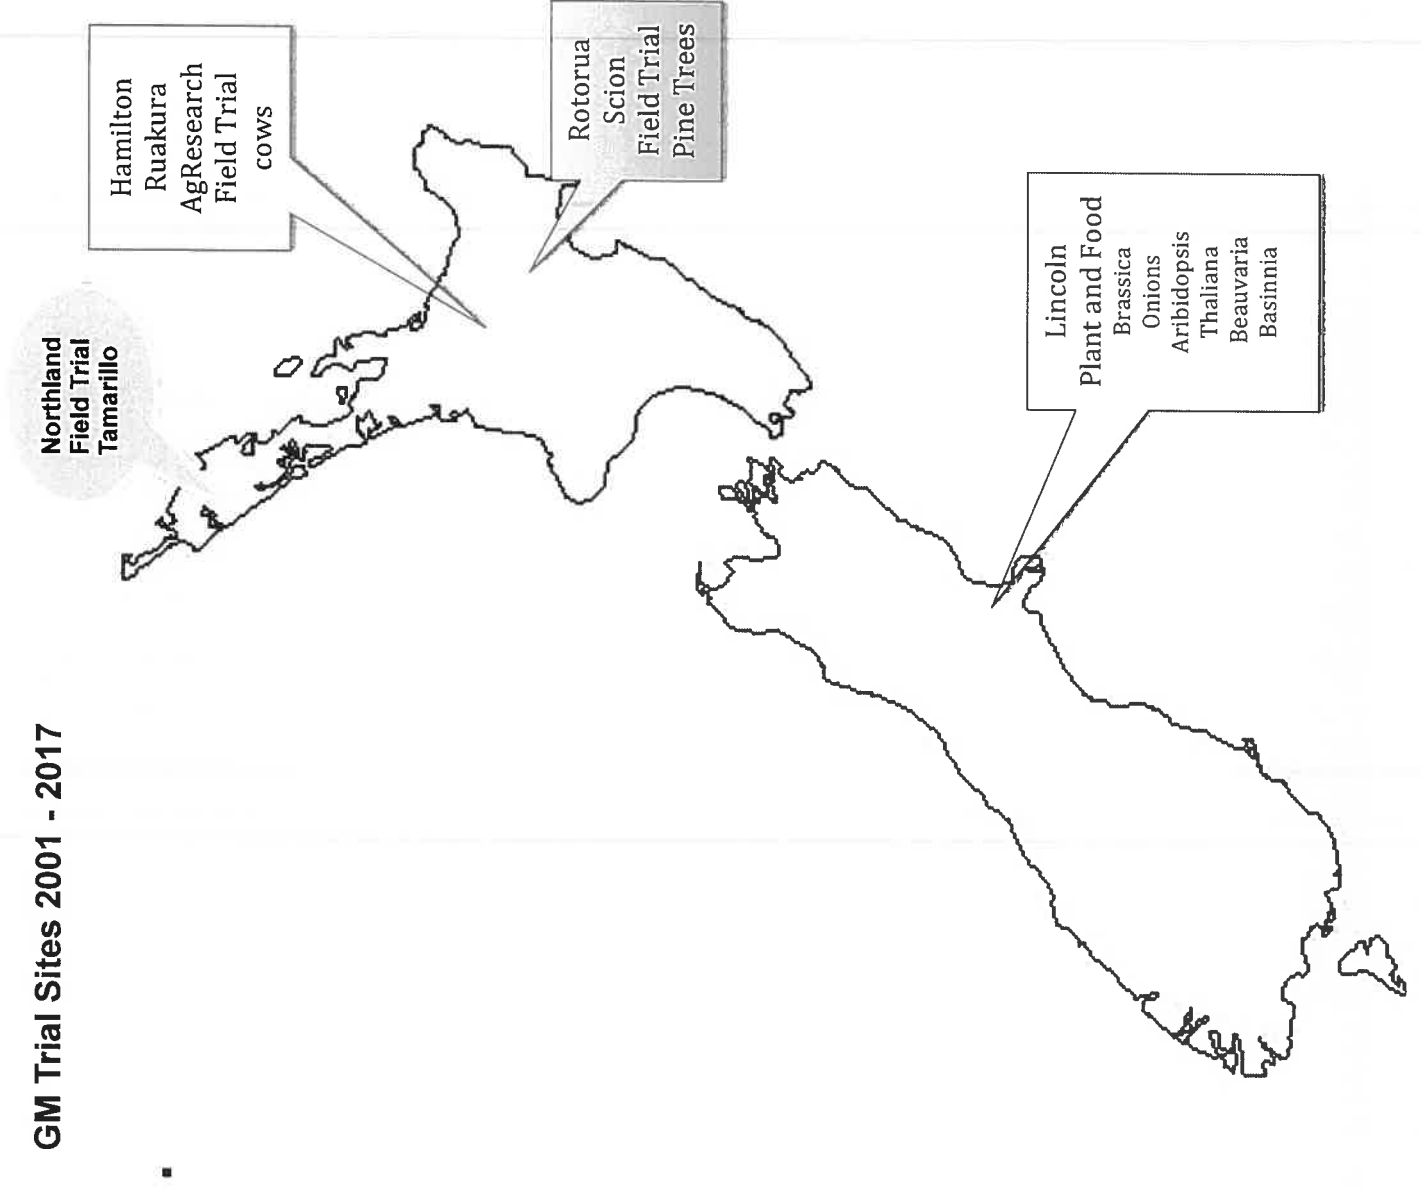 GM Trial Sites 2001 - 2017
Northland
Field Trial
Tamarillo
Hamilton
Ruakura
AgResearch
Field Trial
cows
Rotorua
Scion
Field Trial
Pine Trees
Lincoln
Plant and Food
Brassica
Onions
Aribidopsis
Thaliana
Beauvaria
Basinnia